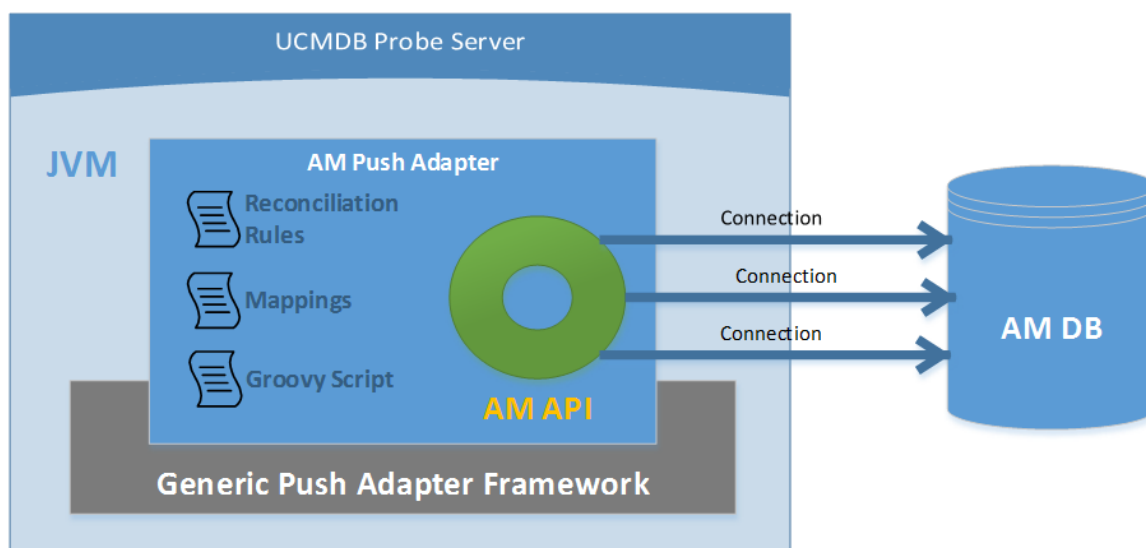 UCMDB Probe Server
JVM
AM Push Adapter
Reconciliation
Rules
Mappings
Groovy Script
AM API
Generic Push Adapter Framework
Connection
Connection
Connection
AM DB